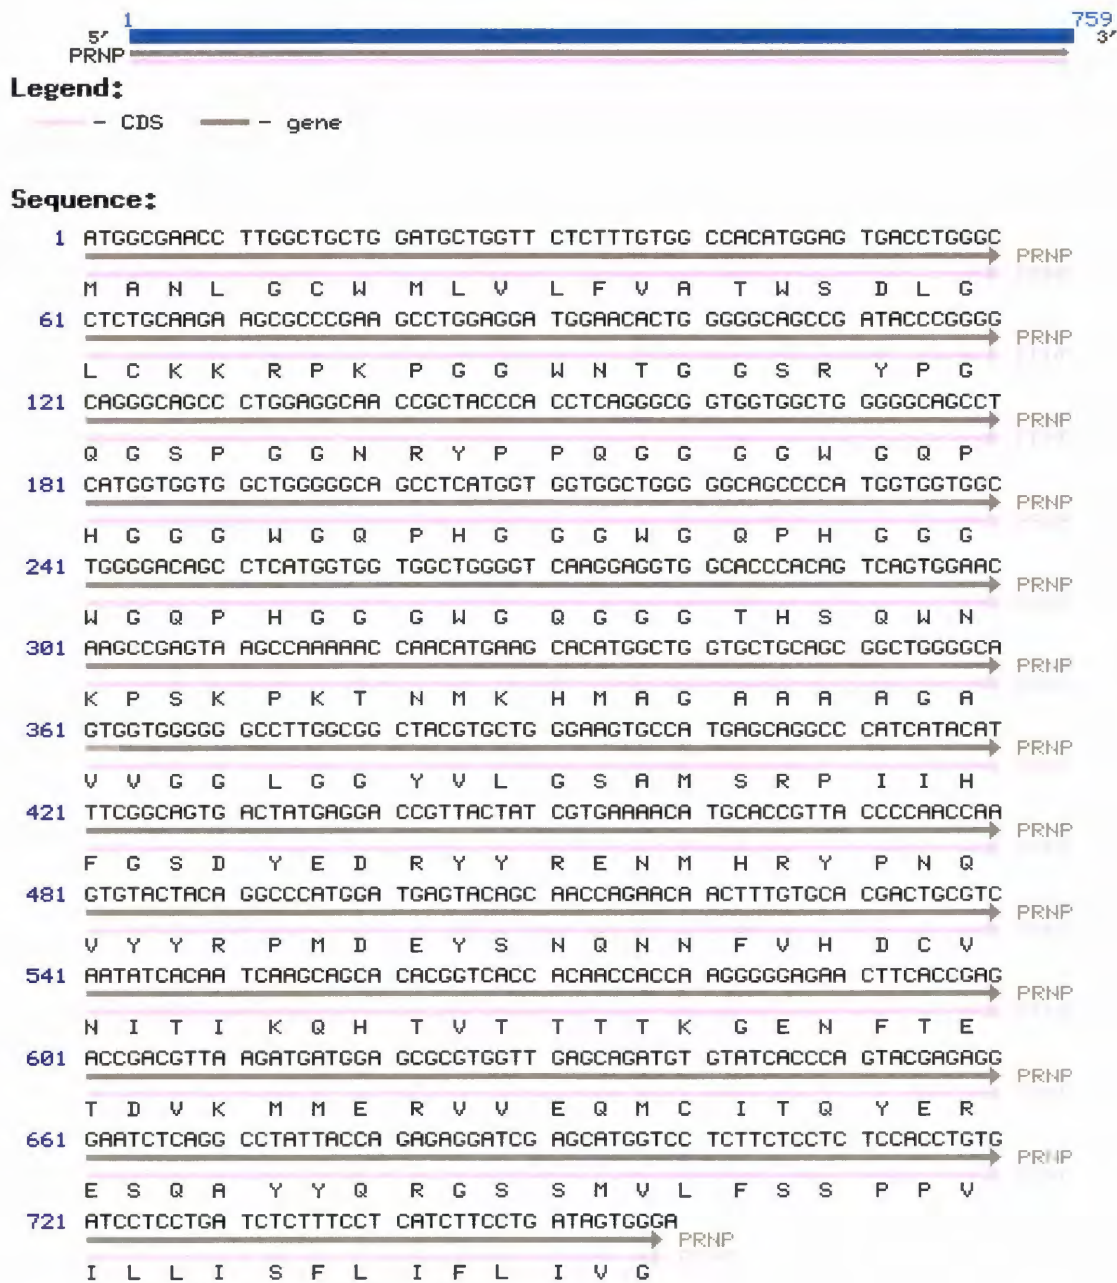 1 759
5' 3'
PRNP
Legend:
- CDS - gene
Sequence:
1 ATGGCGAACC TTGGCTGCTG GATGCTGGTT CTCTTTGTGG CCACATGGAG TGACCTGGGC
PRNP
M A N L G C W M L V L F V A T W S D L G
61 CTCTGCAAGA AGCGCCCGAA GCCTGGAGGA TGGAACACTG GGGGCAGCCG ATACCCGGGG
PRNP
L C K K R P K P G G W N T G G S R Y P G
121 CAGGGCAGCC CTGGAGGCAA CCGCTACCCA CCTCAGGGCG GTGGTGGCTG GGGGCAGCCT
PRNP
Q G S P G G N R Y P P Q G G G G W G Q P
181 CATGGTGGTG GCTGGGGGCA GCCTCATGGT GGTGGCTGGG GGCAGCCCCA TGGTGGTGGC
PRNP
H G G G W G Q P H G G G W G Q P H G G G
241 TGGGGACAGC CTCATGGTGG TGGCTGGGGT CAAGGAGGTG GCACCCACAG TCAGTGGAAC
PRNP
W G Q P H G G G W G Q G G G T H S Q W N
301 AAGCCGAGTA AGCCAAAAAC CAACATGAAG CACATGGCTG GTGCTGCAGC GGCTGGGGCA
PRNP
K P S K P K T N M K H M A G A A A A G A
361 GTGGTGGGGG GCCTTGGCGG CTACGTGCTG GGAAGTGCCA TGAGCAGGCC CATCATACAT
PRNP
V V G G L G G Y V L G S A M S R P I I H
421 TTCGGCAGTG ACTATGAGGA CCGTTACTAT CGTGAAAACA TGCACCGTTA CCCCAACCAA
PRNP
F G S D Y E D R Y Y R E N M H R Y P N Q
481 GTGTACTACA GGCCCATGGA TGAGTACAGC AACCAGAACA ACTTTGTGCA CGACTGCGTC
PRNP
V Y Y R P M D E Y S N Q N N F V H D C V
541 AATATCACAA TCAAGCAGCA CACGGTCACC ACAACCACCA AGGGGGAGAA CTTCACCGAG
PRNP
N I T I K Q H T V T T T T K G E N F T E
601 ACCGACGTTA AGATGATGGA GCGCGTGGTT GAGCAGATGT GTATCACCCA GTACGAGAGG
PRNP
T D V K M M E R V V E Q M C I T Q Y E R
661 GAATCTCAGG CCTATTACCA GAGAGGATCG AGCATGGTCC TCTTCTCCTC TCCACCTGTG
PRNP
E S Q A Y Y Q R G S S M V L F S S P P V
721 ATCCTCCTGA TCTCTTTCCT CATCTTCCTG ATAGTGGGA
PRNP
I L L I S F L I F L I V G